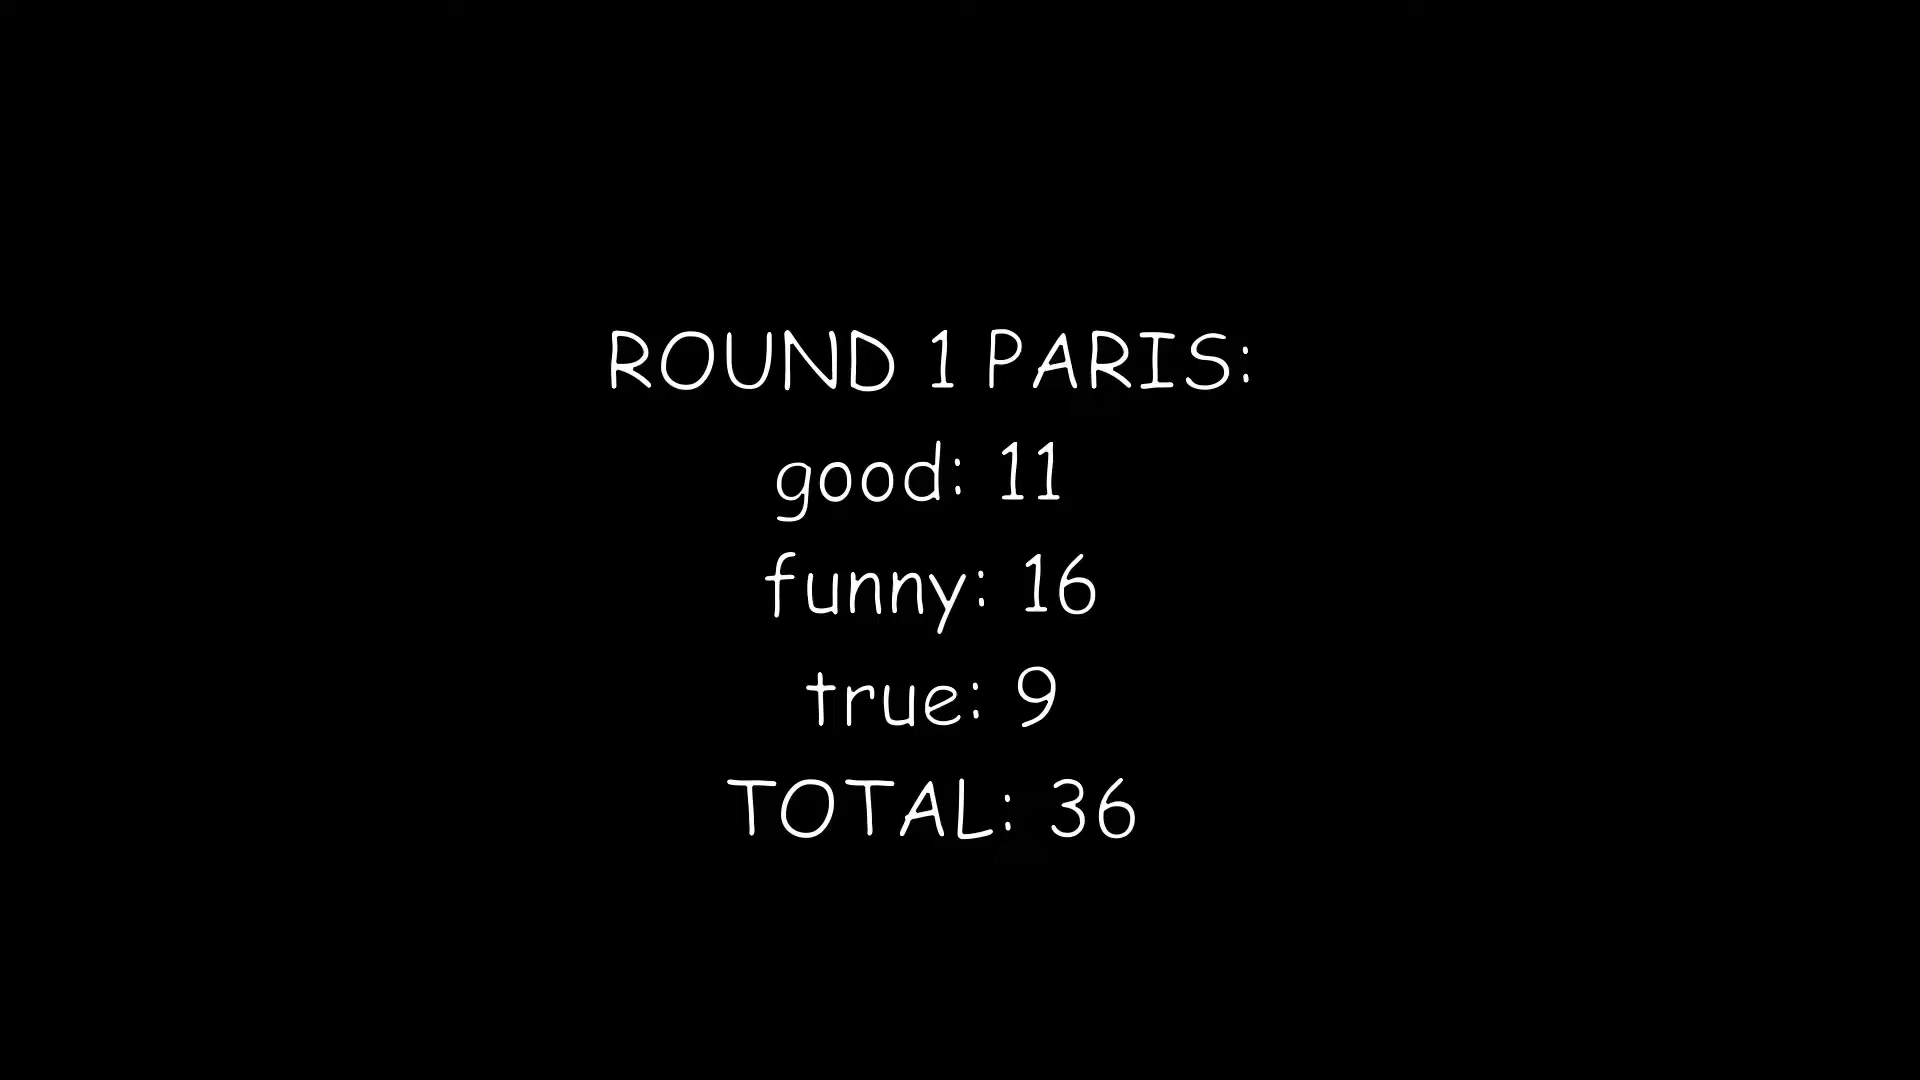 ROUND 1 PARIS:
good: 11
funny: 16
true: 9
TOTAL: 36